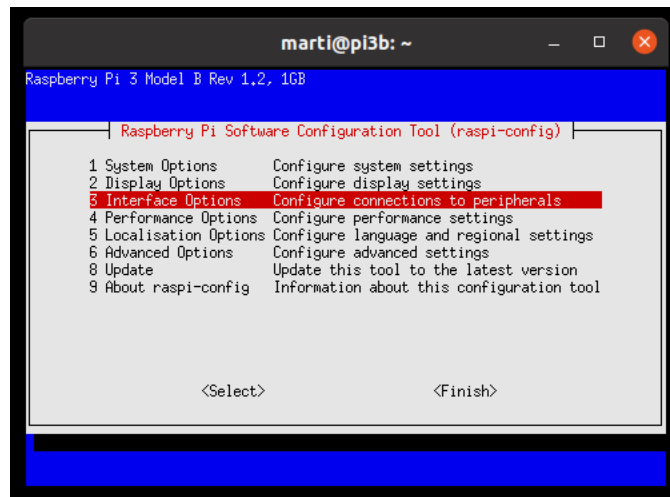 marti@pi3b: ~
Raspberry Pi 3 Model B Rev 1.2, 1GB
Raspberry Pi Software Configuration Tool (raspi-config)
1 System Options Configure system settings
2 Display Options Configure display settings
3 Interface Options Configure connections to peripherals
4 Performance Options Configure performance settings
5 Localisation Options Configure language and regional settings
6 Advanced Options Configure advanced settings
8 Update Update this tool to the latest version
9 About raspi-config Information about this configuration tool
<Select> <Finish>